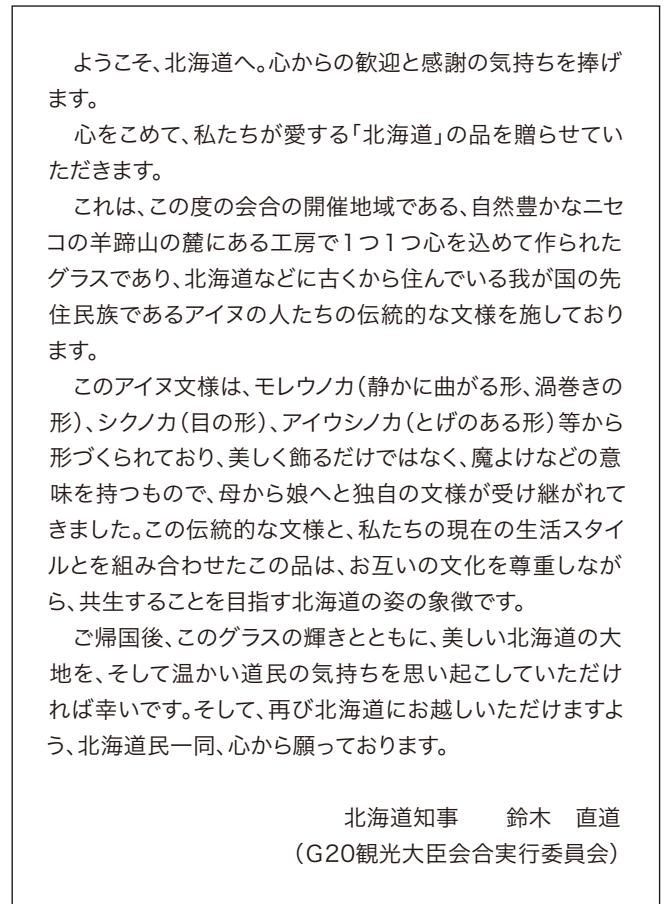 ようこそ、北海道へ。心からの歓迎と感謝の気持ちを捧げ
ます。
心をこめて、私たちが愛する「北海道」の品を贈らせてい
ただきます。
これは、この度の会合の開催地域である、自然豊かなニセ
コの羊蹄山の麓にある工房で1つ1つ心を込めて作られた
グラスであり、北海道などに古くから住んでいる我が国の先
住民族であるアイヌの人たちの伝統的な文様を施しており
ます。
このアイヌ文様は、モレウノカ（静かに曲がる形、渦巻きの
形）、シクノカ（目の形）、アイウシノカ（とげのある形）等から
形づくられており、美しく飾るだけではなく、魔よけなどの意
味を持つもので、母から娘へと独自の文様が受け継がれて
きました。この伝統的な文様と、私たちの現在の生活スタイ
ルとを組み合わせたこの品は、お互いの文化を尊重しなが
ら、共生することを目指す北海道の姿の象徴です。
ご帰国後、このグラスの輝きとともに、美しい北海道の大
地を、そして温かい道民の気持ちを思い起こしていただけ
れば幸いです。そして、再び北海道にお越しいただけますよ
う、北海道民一同、心から願っております。
北海道知事　　鈴木　直道
（G20観光大臣会合実行委員会）